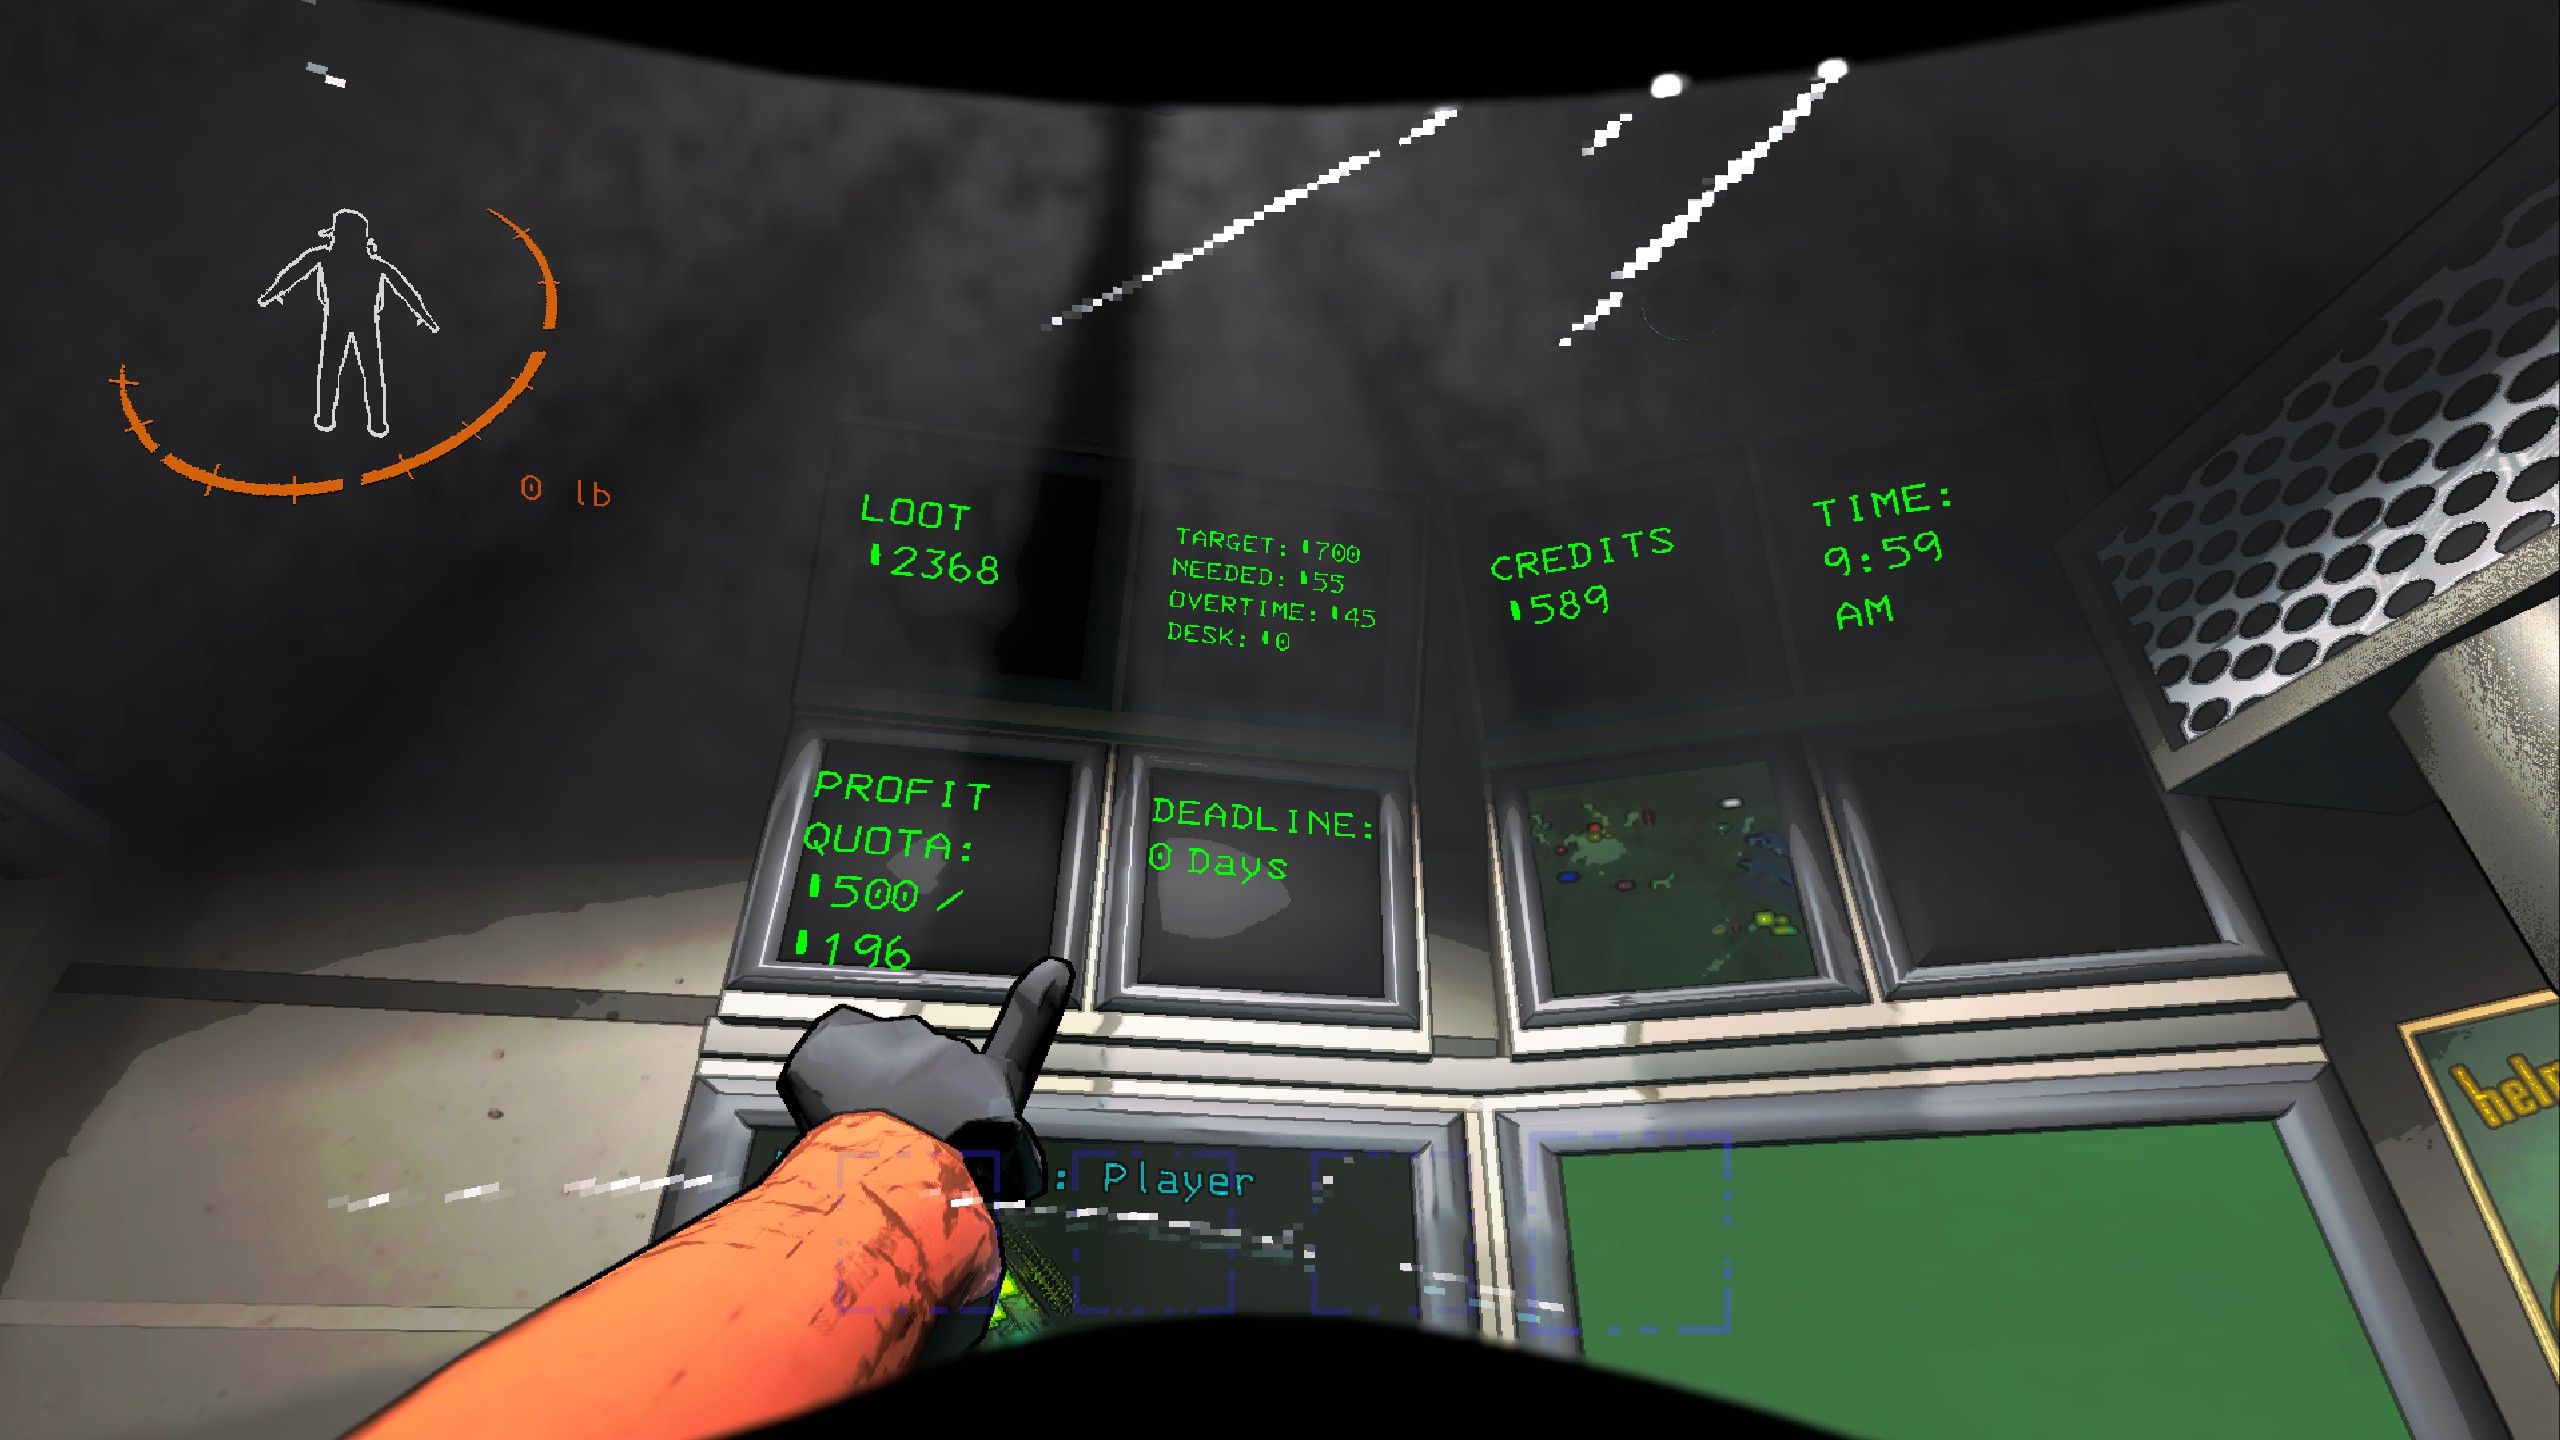 0 lb
LOOT
▮2368
TARGET: ▮700
NEEDED: ▮55
OVERTIME: ▮45
DESK: ▮0
CREDITS
▮589
TIME:
9:59
AM
PROFIT
QUOTA:
▮500 /
▮196
DEADLINE:
0 Days
: Player